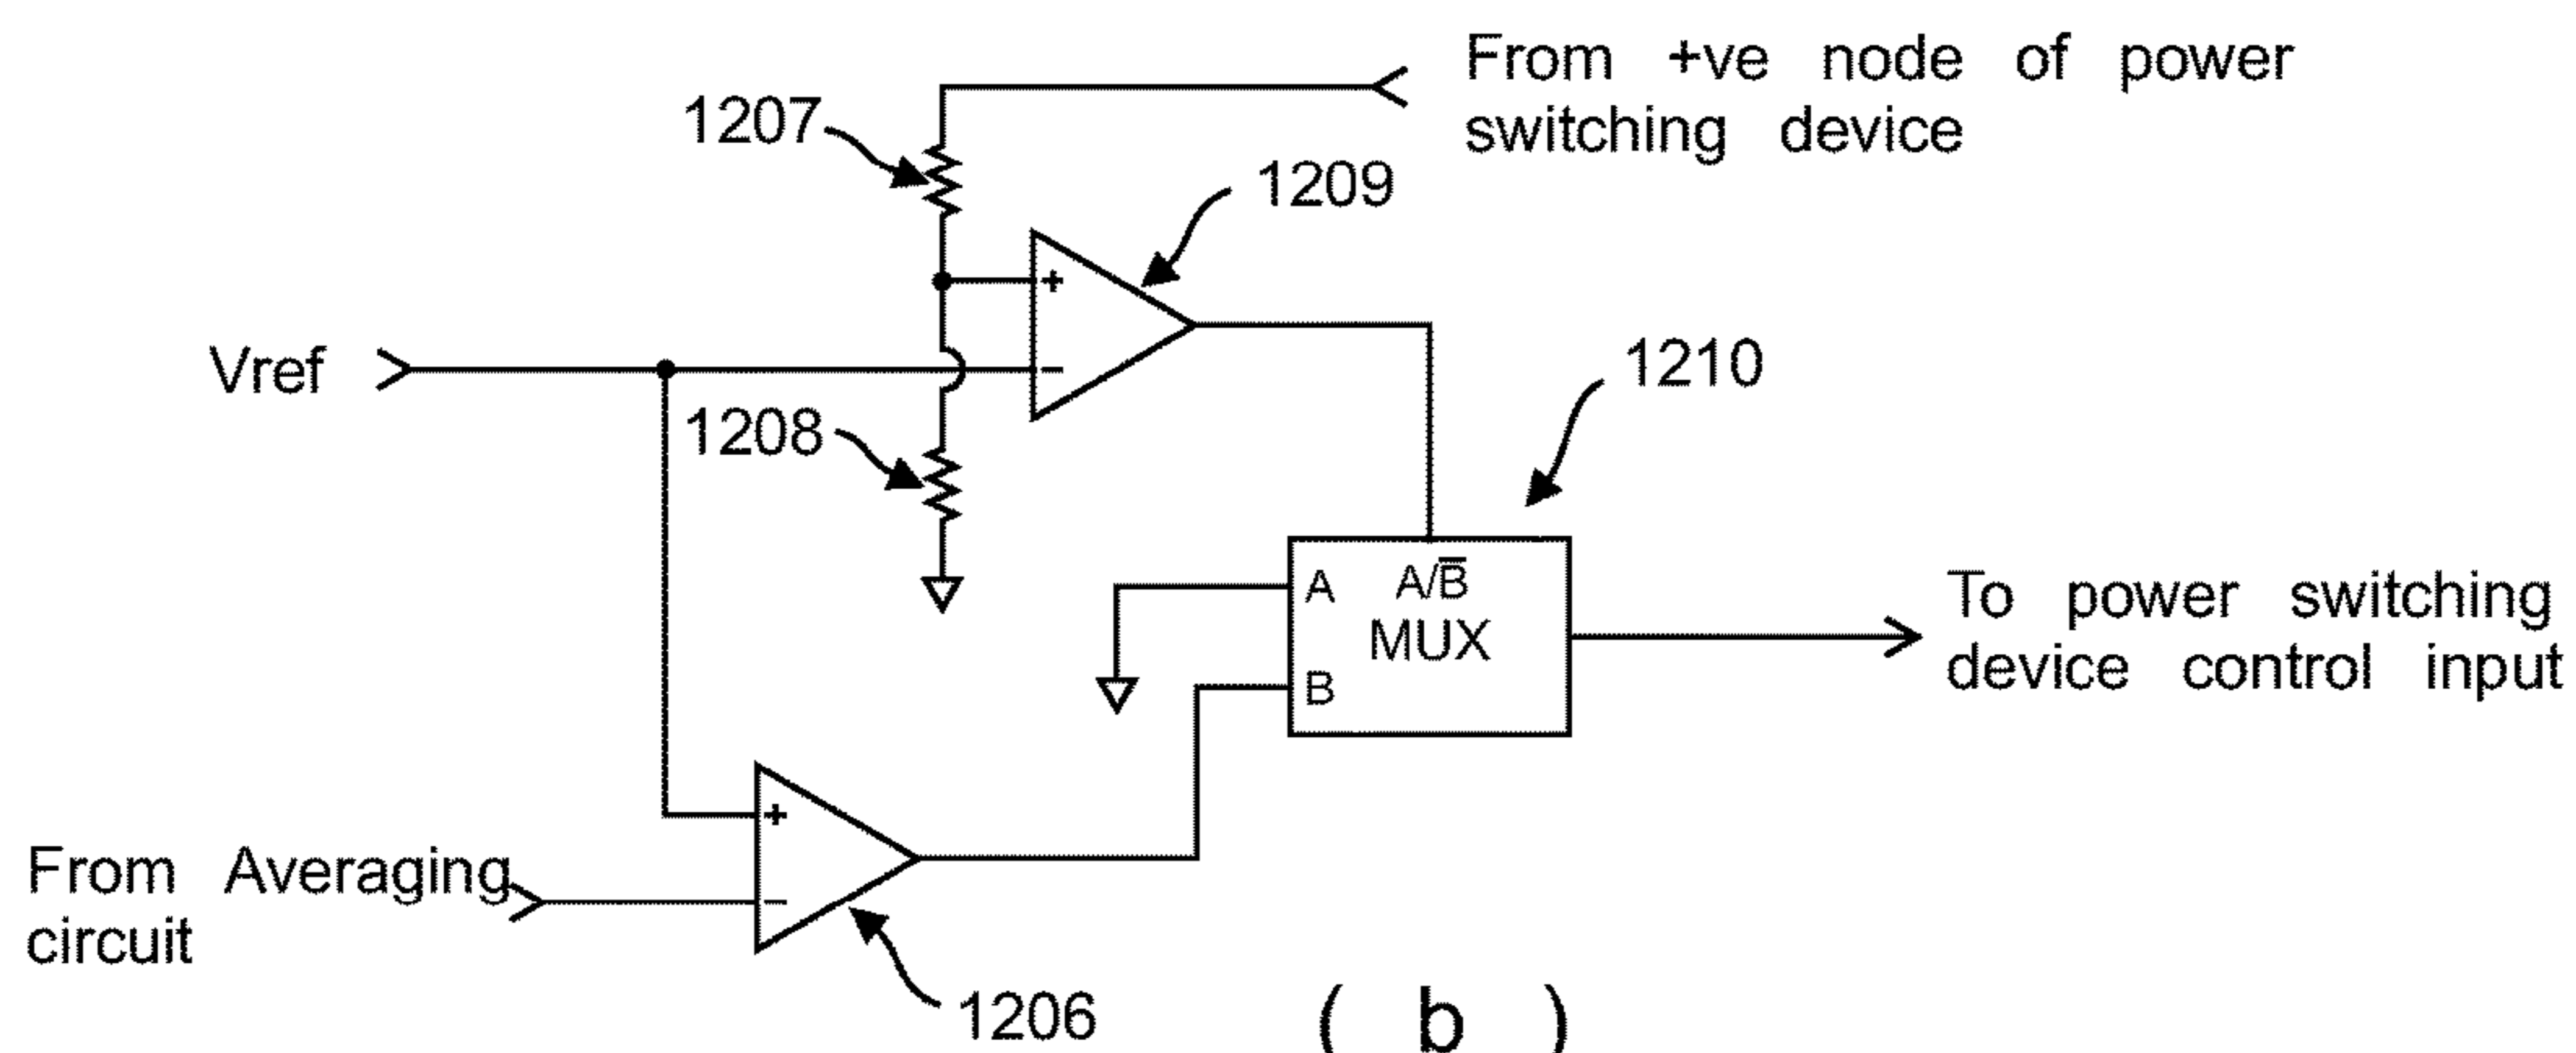 From +ve node of power
switching device
1207
1209
+
Vref
−
1210
1208
A
A/B̅
MUX
B
To power switching
device control input
+
From Averaging
circuit
−
1206
( b )